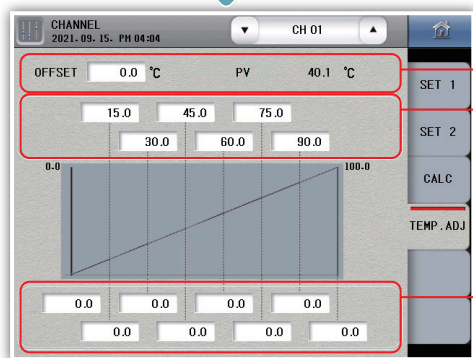 CHANNEL
2021. 09. 15. PM 04:04
▼ CH 01 ▲
OFFSET 0.0 °C PV 40.1 °C
SET 1
15.0 45.0 75.0
SET 2
30.0 60.0 90.0
0.0 100.0
CALC
TEMP.ADJ
0.0 0.0 0.0 0.0
0.0 0.0 0.0 0.0